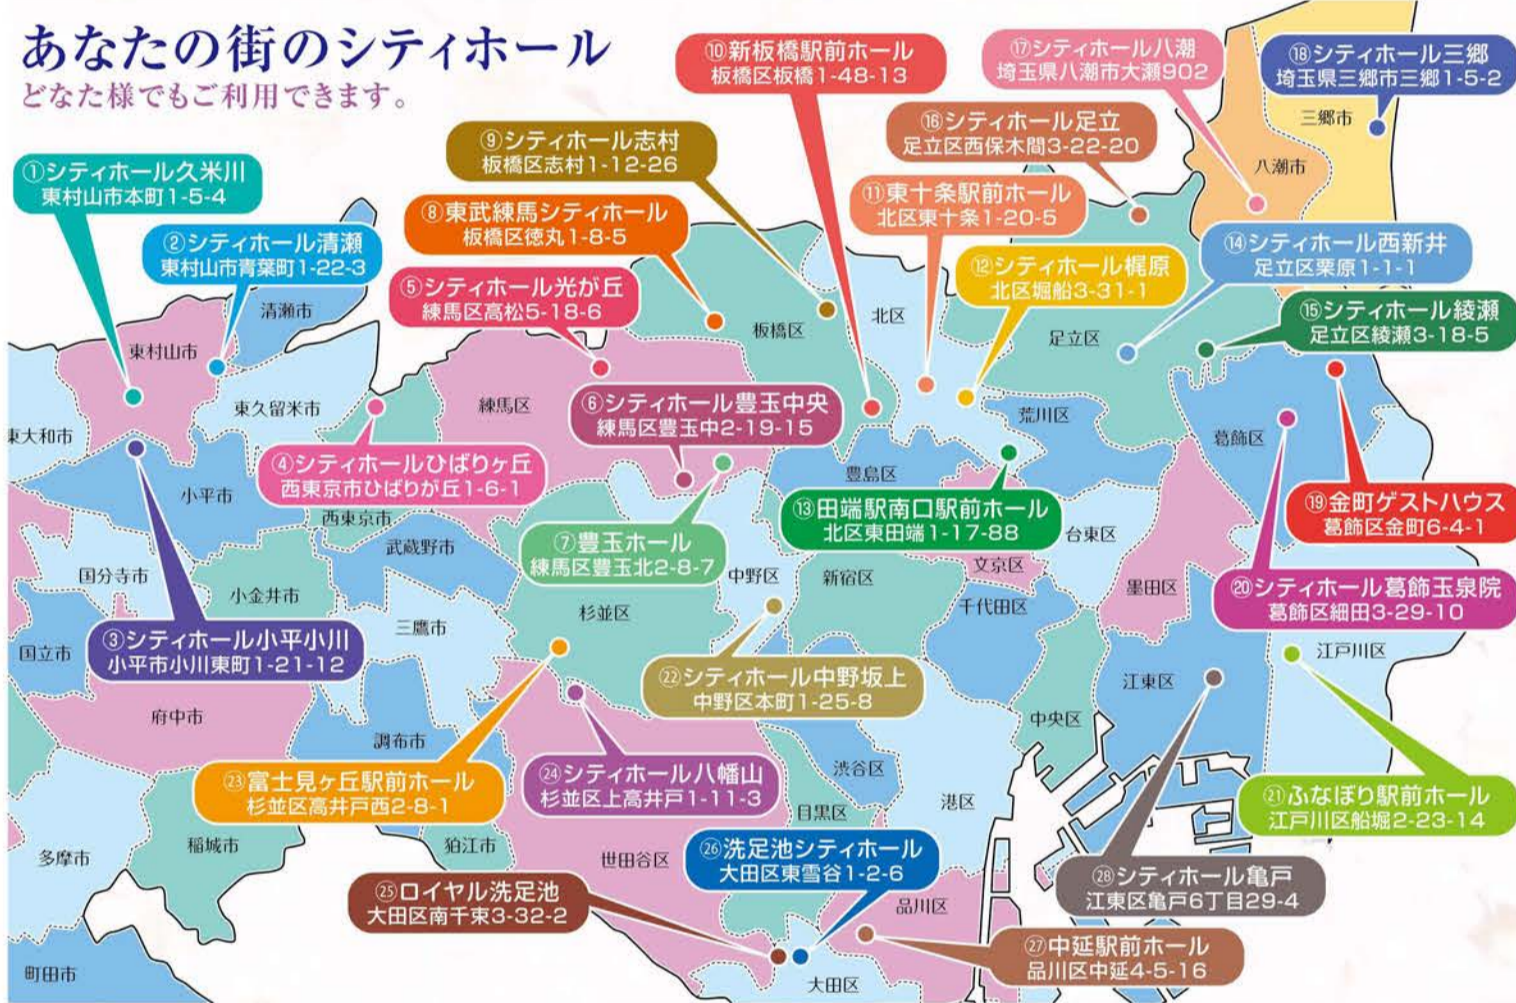 あなたの街のシティホール
どなた様でもご利用できます。
①シティホール久米川
東村山市本町1-5-4
②シティホール清瀬
東村山市青葉町1-22-3
③シティホール小平小川
小平市小川東町1-21-12
④シティホールひばりヶ丘
西東京市ひばりが丘1-6-1
⑤シティホール光が丘
練馬区高松5-18-6
⑥シティホール豊玉中央
練馬区豊玉中2-19-15
⑦豊玉ホール
練馬区豊玉北2-8-7
⑧東武練馬シティホール
板橋区徳丸1-8-5
⑨シティホール志村
板橋区志村1-12-26
⑩新板橋駅前ホール
板橋区板橋1-48-13
⑪東十条駅前ホール
北区東十条1-20-5
⑫シティホール梶原
北区堀船3-31-1
⑬田端駅南口駅前ホール
北区東田端1-17-88
⑭シティホール西新井
足立区栗原1-1-1
⑮シティホール綾瀬
足立区綾瀬3-18-5
⑯シティホール足立
足立区西保木間3-22-20
⑰シティホール八潮
埼玉県八潮市大瀬902
⑱シティホール三郷
埼玉県三郷市三郷1-5-2
⑲金町ゲストハウス
葛飾区金町6-4-1
⑳シティホール葛飾玉泉院
葛飾区細田3-29-10
㉑ふなぼり駅前ホール
江戸川区船堀2-23-14
㉒シティホール中野坂上
中野区本町1-25-8
㉓富士見ヶ丘駅前ホール
杉並区高井戸西2-8-1
㉔シティホール八幡山
杉並区上高井戸1-11-3
㉕ロイヤル洗足池
大田区南千束3-32-2
㉖洗足池シティホール
大田区東雪谷1-2-6
㉗中延駅前ホール
品川区中延4-5-16
㉘シティホール亀戸
江東区亀戸6丁目29-4
三郷市
八潮市
清瀬市
東村山市
東久留米市
東大和市
小平市
西東京市
武蔵野市
国分寺市
小金井市
三鷹市
国立市
府中市
調布市
多摩市
稲城市
狛江市
町田市
練馬区
板橋区
北区
足立区
荒川区
葛飾区
豊島区
台東区
文京区
墨田区
中野区
新宿区
千代田区
杉並区
江東区
江戸川区
中央区
渋谷区
港区
目黒区
世田谷区
品川区
大田区